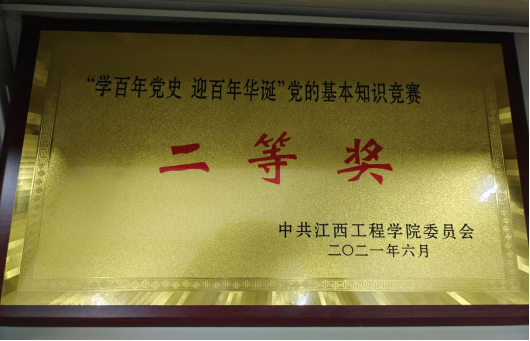 “学百年党史 迎百年华诞”党的基本知识竞赛
二等奖
中共江西工程学院委员会
二〇二一年六月